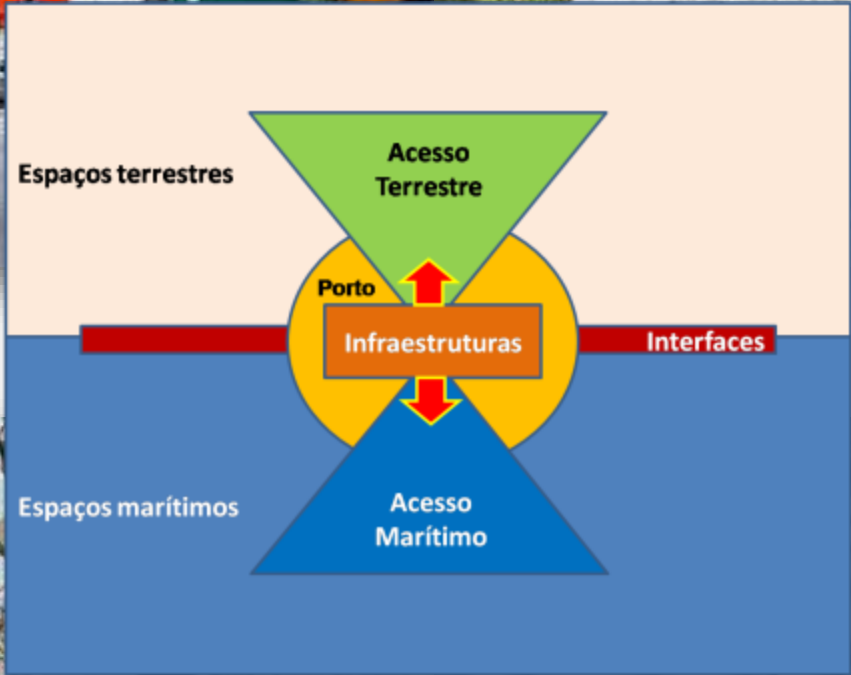 Acesso
Terrestre
Espaços terrestres
Porto
Infraestruturas
Interfaces
Espaços marítimos
Acesso
Marítimo